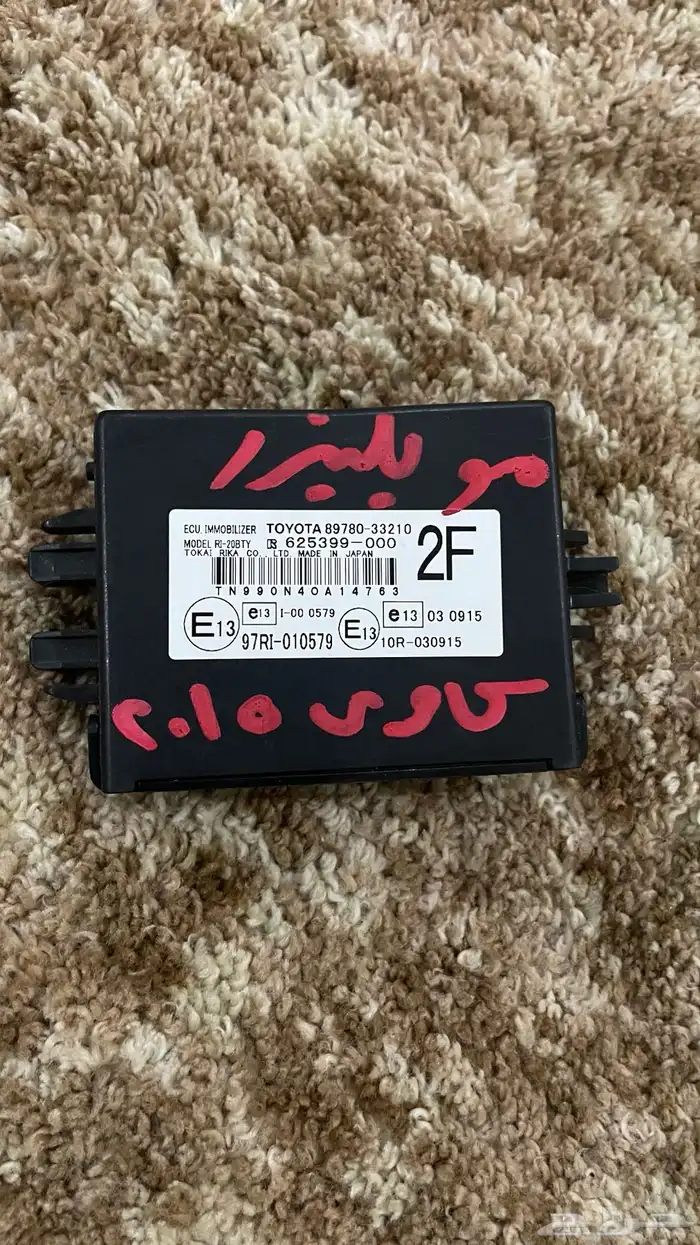 موبليزر
ECU, IMMOBILIZER TOYOTA 89780-33210
MODEL RI-20BTY R 625399-000
TOKAI RIKA CO., LTD. MADE IN JAPAN
2F
TN990N40A14763
E13 e13 I-00 0579
97RI-010579
E13 e13 03 0915
10R-030915
كامري ٢٠١٥